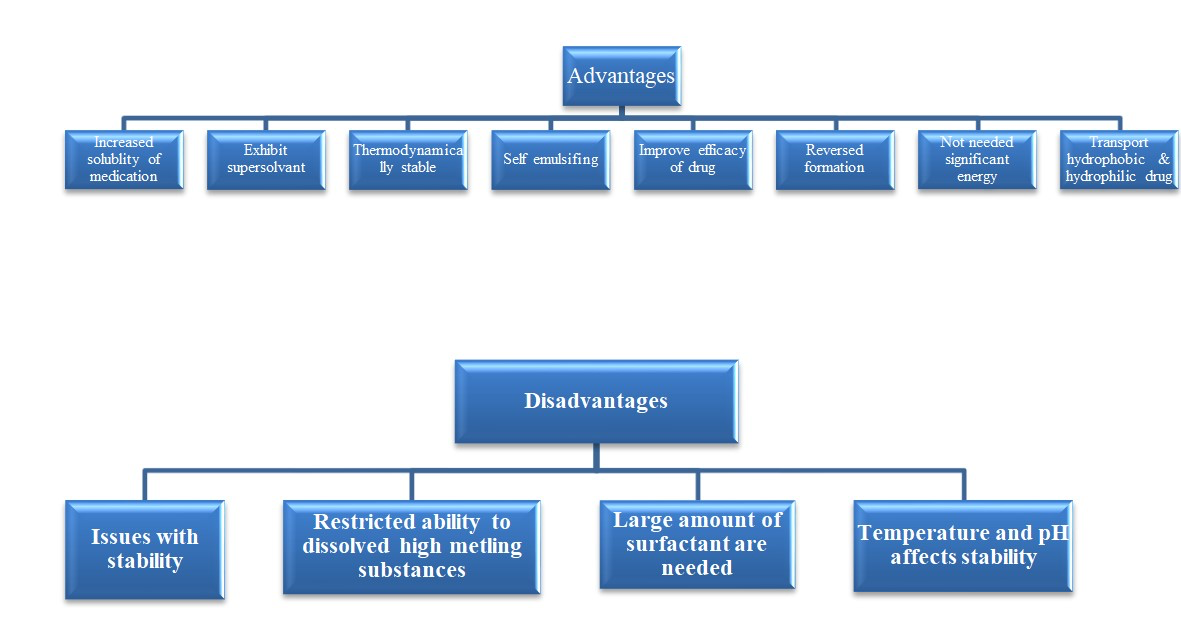 Advantages
Increased
solublity of
medication
Exhibit
supersolvant
Thermodynamica
lly stable
Self emulsifing
Improve efficacy
of drug
Reversed
formation
Not needed
significant
energy
Transport
hydrophobic &
hydrophilic drug
Disadvantages
Issues with
stability
Restricted ability to
dissolved high metling
substances
Large amount of
surfactant are
needed
Temperature and pH
affects stability